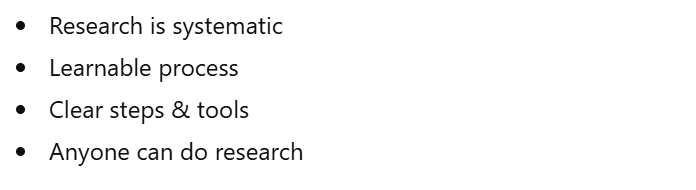 • Research is systematic
• Learnable process
• Clear steps & tools
• Anyone can do research